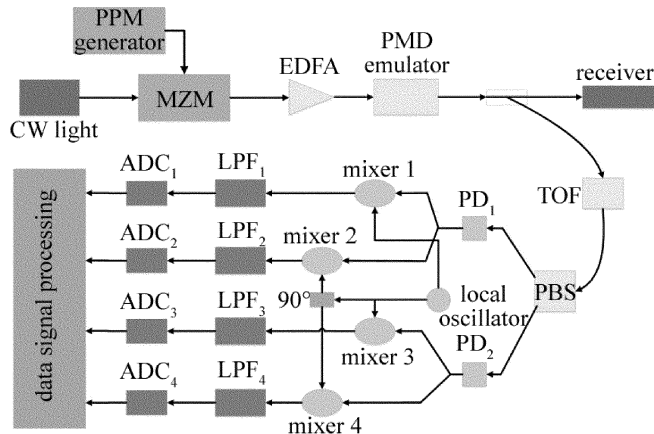 PPM
generator
MZM
CW light
EDFA
PMD
emulator
receiver
TOF
PBS
PD₁
PD₂
local
oscillator
mixer 1
mixer 2
90°
mixer 3
mixer 4
LPF₁
LPF₂
LPF₃
LPF₄
ADC₁
ADC₂
ADC₃
ADC₄
data signal processing